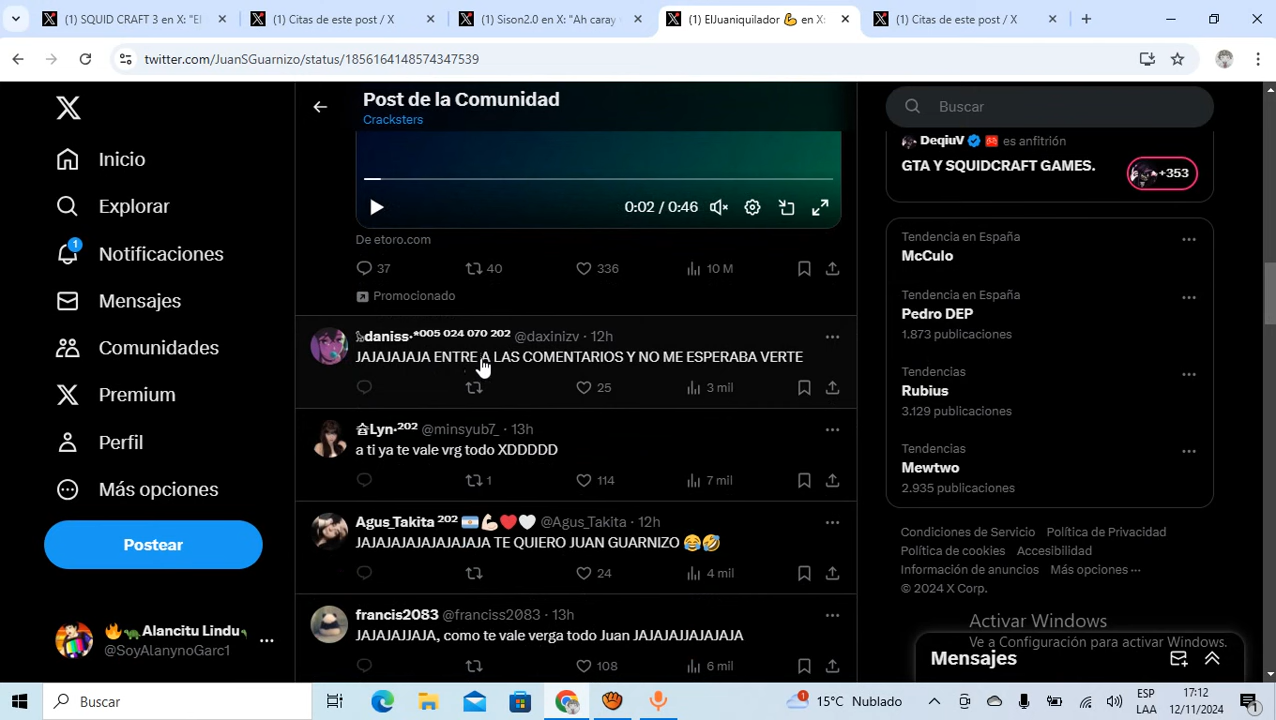 (1) SQUID CRAFT 3 en X: "El
(1) Citas de este post / X
(1) Sison2.0 en X: "Ah caray
(1) ElJuaniquilador 💪 en X:
(1) Citas de este post / X
twitter.com/JuanSGuarnizo/status/1856164148574347539
Inicio
Explorar
1
Notificaciones
Mensajes
Comunidades
Premium
Perfil
Más opciones
Postear
🔥🦖Alancitu Lindu
@SoyAlanynoGarc1
Post de la Comunidad
Cracksters
0:02 / 0:46
De etoro.com
37 40 336 10 M
Promocionado
daniss·*⁰⁰⁵ ⁰²⁴ ⁰⁷⁰ ²⁰² @daxinizv · 12h
JAJAJAJAJA ENTRE A LAS COMENTARIOS Y NO ME ESPERABA VERTE
25 3 mil
Lyn·²⁰² @minsyub7_ · 13h
a ti ya te vale vrg todo XDDDDD
1 114 7 mil
Agus_Takita ²⁰² 🇦🇷💪🏻❤️🤍 @Agus_Takita · 12h
JAJAJAJAJAJAJAJA TE QUIERO JUAN GUARNIZO 😂🤣
24 4 mil
francis2083 @franciss2083 · 13h
JAJAJAJJAJA, como te vale verga todo Juan JAJAJAJJAJAJAJA
108 6 mil
Buscar
DeqiuV es anfitrión
GTA Y SQUIDCRAFT GAMES.
+353
Tendencia en España
McCulo
Tendencia en España
Pedro DEP
1.873 publicaciones
Tendencias
Rubius
3.129 publicaciones
Tendencias
Mewtwo
2.935 publicaciones
Condiciones de Servicio Política de Privacidad
Política de cookies Accesibilidad
Información de anuncios Más opciones ···
© 2024 X Corp.
Activar Windows
Ve a Configuración para activar Windows.
Mensajes
Buscar
1
15°C Nublado
ESP
LAA
17:12
12/11/2024
1